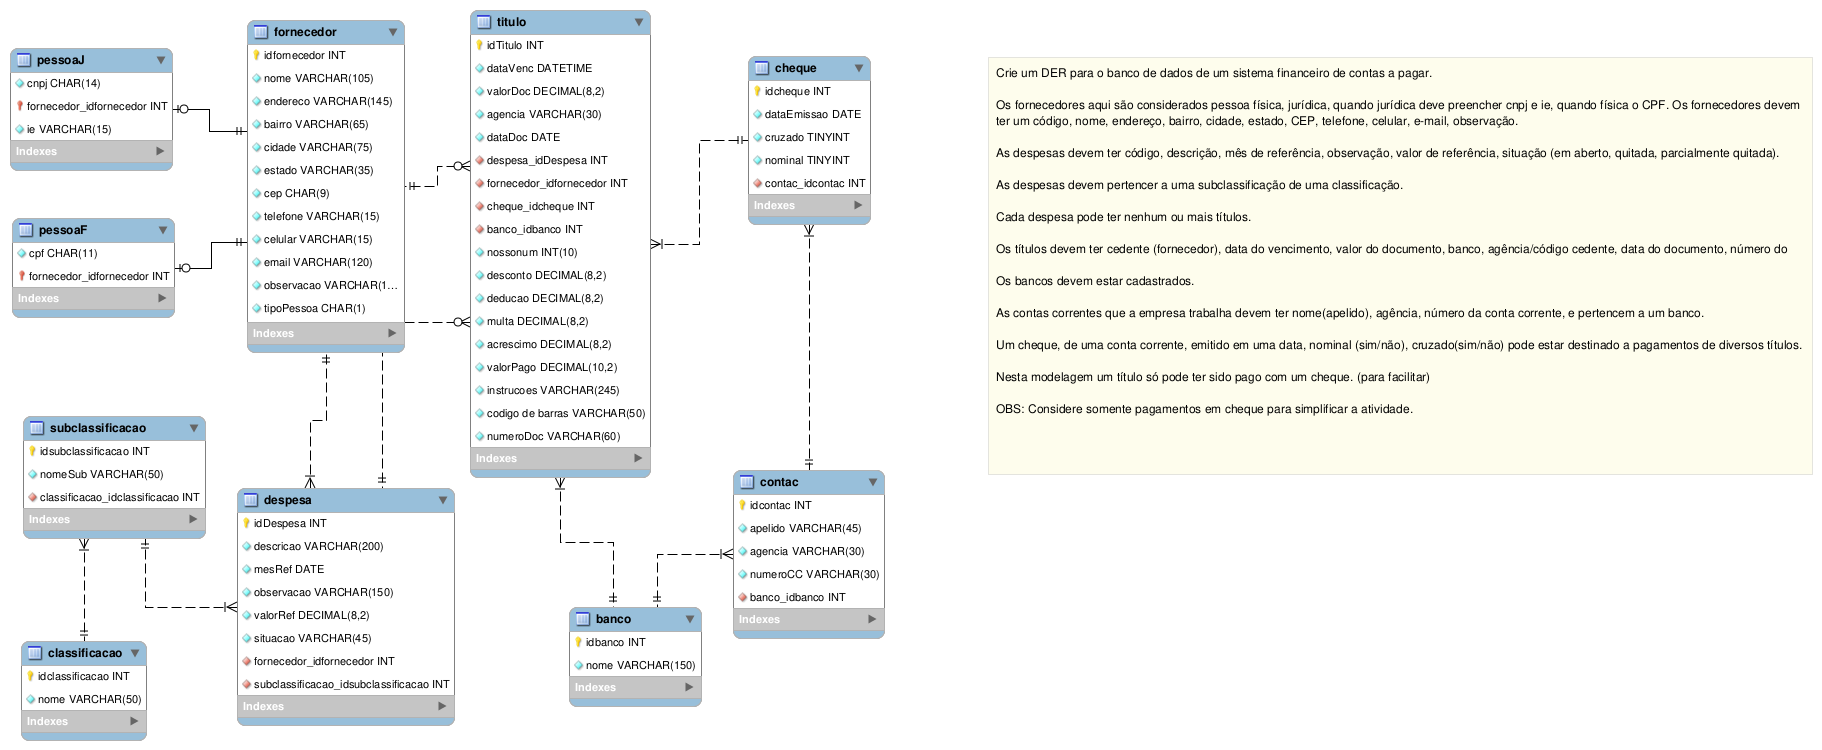 pessoaJ
cnpj CHAR(14)
fornecedor_idfornecedor INT
ie VARCHAR(15)
Indexes
pessoaF
cpf CHAR(11)
fornecedor_idfornecedor INT
Indexes
fornecedor
idfornecedor INT
nome VARCHAR(105)
endereco VARCHAR(145)
bairro VARCHAR(65)
cidade VARCHAR(75)
estado VARCHAR(35)
cep CHAR(9)
telefone VARCHAR(15)
celular VARCHAR(15)
email VARCHAR(120)
observacao VARCHAR(1...
tipoPessoa CHAR(1)
Indexes
titulo
idTitulo INT
dataVenc DATETIME
valorDoc DECIMAL(8,2)
agencia VARCHAR(30)
dataDoc DATE
despesa_idDespesa INT
fornecedor_idfornecedor INT
cheque_idcheque INT
banco_idbanco INT
nossonum INT(10)
desconto DECIMAL(8,2)
deducao DECIMAL(8,2)
multa DECIMAL(8,2)
acrescimo DECIMAL(8,2)
valorPago DECIMAL(10,2)
instrucoes VARCHAR(245)
codigo de barras VARCHAR(50)
numeroDoc VARCHAR(60)
Indexes
cheque
idcheque INT
dataEmissao DATE
cruzado TINYINT
nominal TINYINT
contac_idcontac INT
Indexes
subclassificacao
idsubclassificacao INT
nomeSub VARCHAR(50)
classificacao_idclassificacao INT
Indexes
classificacao
idclassificacao INT
nome VARCHAR(50)
Indexes
despesa
idDespesa INT
descricao VARCHAR(200)
mesRef DATE
observacao VARCHAR(150)
valorRef DECIMAL(8,2)
situacao VARCHAR(45)
fornecedor_idfornecedor INT
subclassificacao_idsubclassificacao INT
Indexes
banco
idbanco INT
nome VARCHAR(150)
Indexes
contac
idcontac INT
apelido VARCHAR(45)
agencia VARCHAR(30)
numeroCC VARCHAR(30)
banco_idbanco INT
Indexes
Crie um DER para o banco de dados de um sistema financeiro de contas a pagar.
Os fornecedores aqui são considerados pessoa física, jurídica, quando jurídica deve preencher cnpj e ie, quando física o CPF. Os fornecedores devem
ter um código, nome, endereço, bairro, cidade, estado, CEP, telefone, celular, e-mail, observação.
As despesas devem ter código, descrição, mês de referência, observação, valor de referência, situação (em aberto, quitada, parcialmente quitada).
As despesas devem pertencer a uma subclassificação de uma classificação.
Cada despesa pode ter nenhum ou mais títulos.
Os títulos devem ter cedente (fornecedor), data do vencimento, valor do documento, banco, agência/código cedente, data do documento, número do
Os bancos devem estar cadastrados.
As contas correntes que a empresa trabalha devem ter nome(apelido), agência, número da conta corrente, e pertencem a um banco.
Um cheque, de uma conta corrente, emitido em uma data, nominal (sim/não), cruzado(sim/não) pode estar destinado a pagamentos de diversos títulos.
Nesta modelagem um título só pode ter sido pago com um cheque. (para facilitar)
OBS: Considere somente pagamentos em cheque para simplificar a atividade.